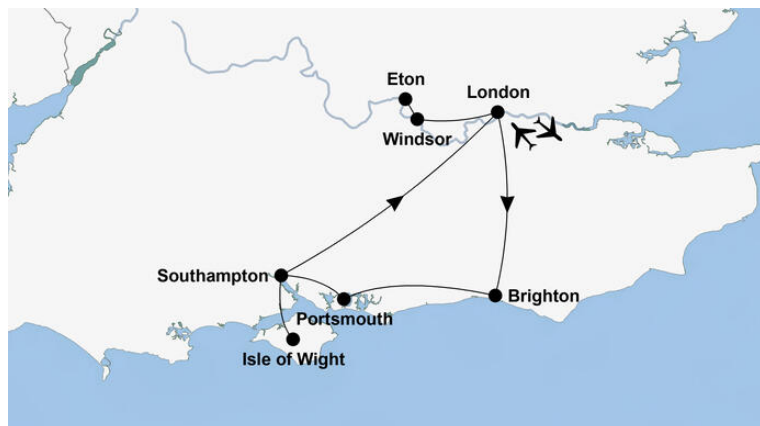 Eton
London
Windsor
Southampton
Brighton
Portsmouth
Isle of Wight